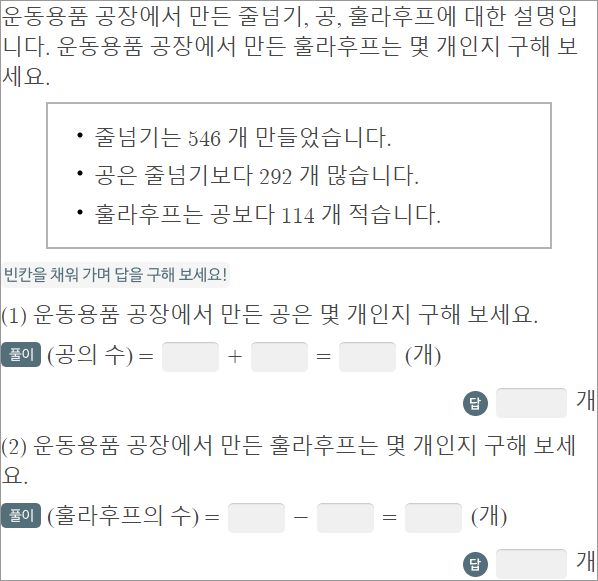 운동용품 공장에서 만든 줄넘기, 공, 훌라후프에 대한 설명입
니다. 운동용품 공장에서 만든 훌라후프는 몇 개인지 구해 보
세요.
• 줄넘기는 546 개 만들었습니다.
• 공은 줄넘기보다 292 개 많습니다.
• 훌라후프는 공보다 114 개 적습니다.
빈칸을 채워 가며 답을 구해 보세요!
(1) 운동용품 공장에서 만든 공은 몇 개인지 구해 보세요.
풀이 (공의 수) = + = (개)
답 개
(2) 운동용품 공장에서 만든 훌라후프는 몇 개인지 구해 보세
요.
풀이 (훌라후프의 수) = − = (개)
답 개